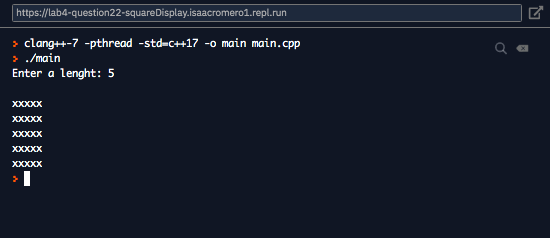 https://lab4-question22-squareDisplay.isaacromero1.repl.run
> clang++-7 -pthread -std=c++17 -o main main.cpp
> ./main
Enter a lenght: 5
xxxxx
xxxxx
xxxxx
xxxxx
xxxxx
>